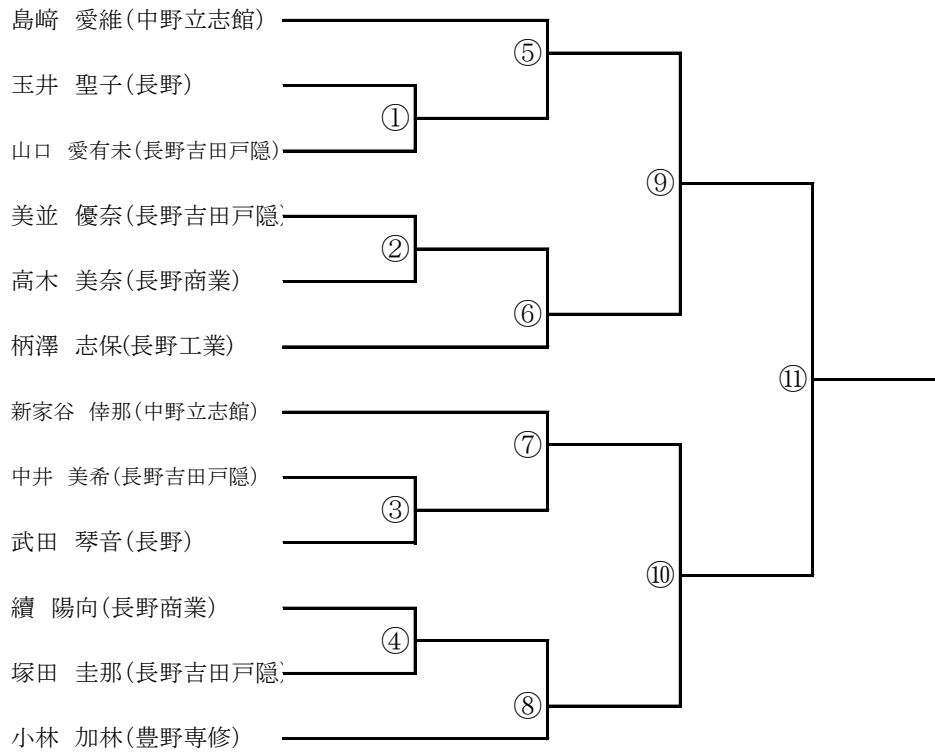 島﨑　愛維(中野立志館)
⑤
玉井　聖子(長野)
①
山口　愛有未(長野吉田戸隠)
⑨
美並　優奈(長野吉田戸隠)
②
高木　美奈(長野商業)
⑥
柄澤　志保(長野工業)
⑪
新家谷　倖那(中野立志館)
⑦
中井　美希(長野吉田戸隠)
③
武田　琴音(長野)
⑩
續　陽向(長野商業)
④
塚田　圭那(長野吉田戸隠)
⑧
小林　加林(豊野専修)